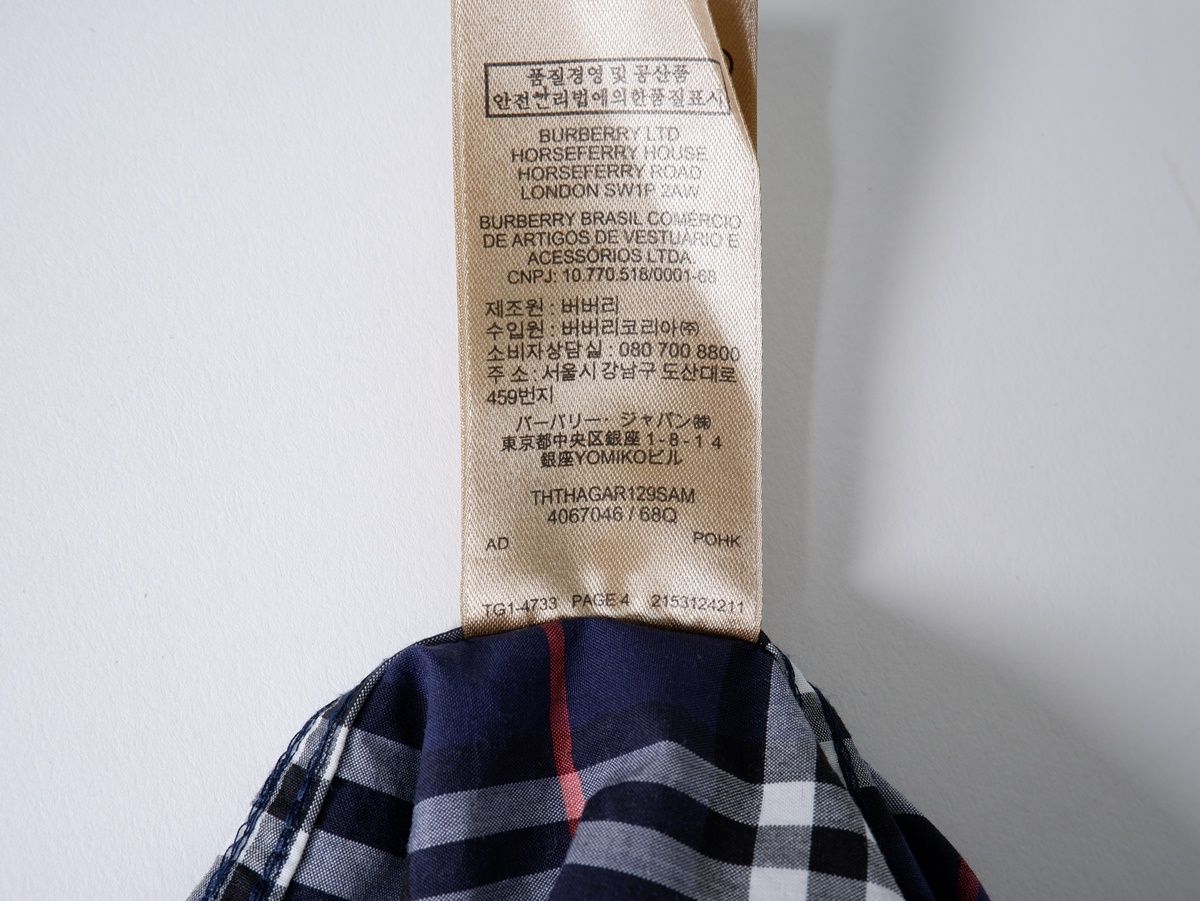 품질경영 및 공산품
안전관리법에의한품질표시
BURBERRY LTD
HORSEFERRY HOUSE
HORSEFERRY ROAD
LONDON SW1P 2AW
BURBERRY BRASIL COMÉRCIO
DE ARTIGOS DE VESTUÁRIO E
ACESSÓRIOS LTDA
CNPJ: 10.770.518/0001-68
제조원 : 버버리
수입원 : 버버리코리아㈜
소비자상담실 : 080 700 8800
주 소 : 서울시 강남구 도산대로
459번지
バーバリー・ジャパン㈱
東京都中央区銀座 1 - 8 - 1 4
銀座YOMIKOビル
THTHAGAR129SAM
4067046 / 68Q
AD POHK
TG1-4733 PAGE 4 2153124211